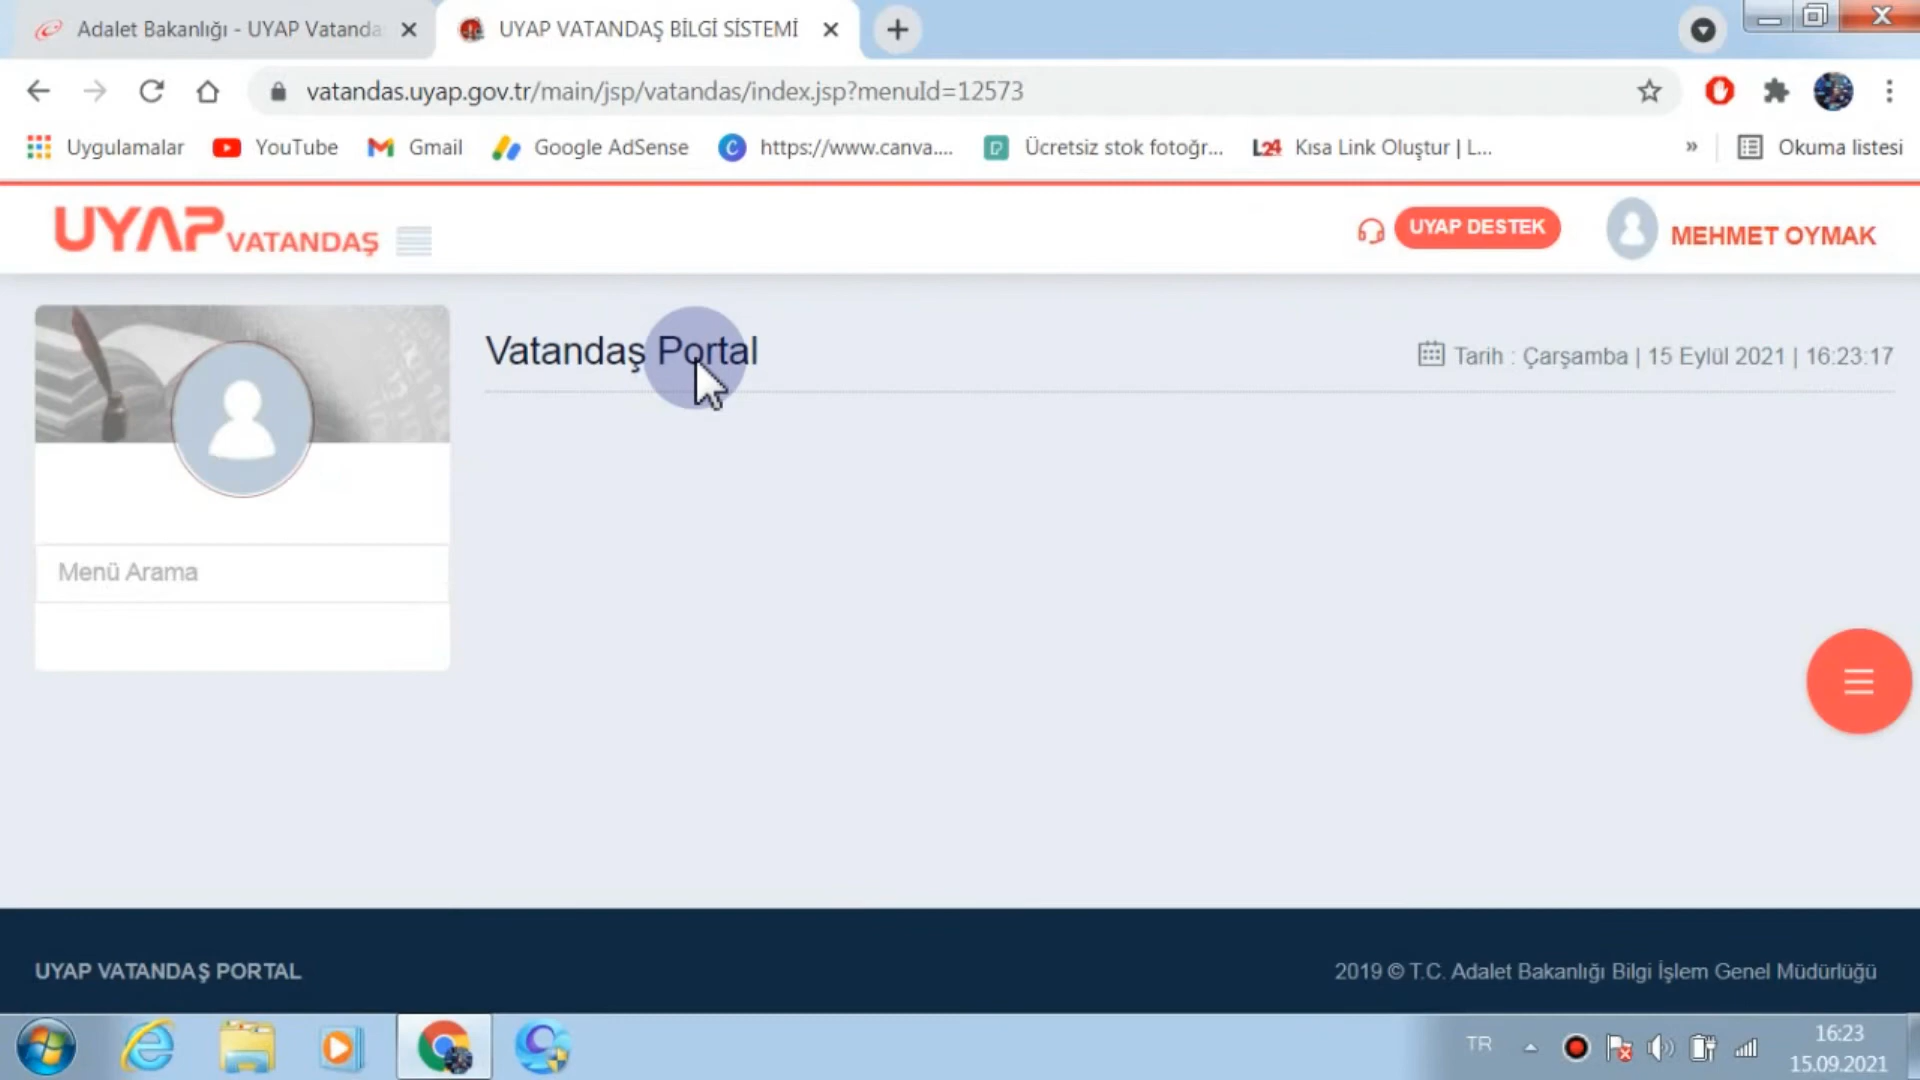 Adalet Bakanlığı - UYAP Vatanda
UYAP VATANDAŞ BİLGİ SİSTEMİ
vatandas.uyap.gov.tr/main/jsp/vatandas/index.jsp?menuId=12573
Uygulamalar
YouTube
Gmail
Google AdSense
https://www.canva....
Ücretsiz stok fotoğr...
L24
Kısa Link Oluştur | L...
»
Okuma listesi
UYAP VATANDAŞ
UYAP DESTEK
MEHMET OYMAK
Vatandaş Portal
Tarih : Çarşamba | 15 Eylül 2021 | 16:23:17
Menü Arama
UYAP VATANDAŞ PORTAL
2019 © T.C. Adalet Bakanlığı Bilgi İşlem Genel Müdürlüğü
TR
16:23
15.09.2021